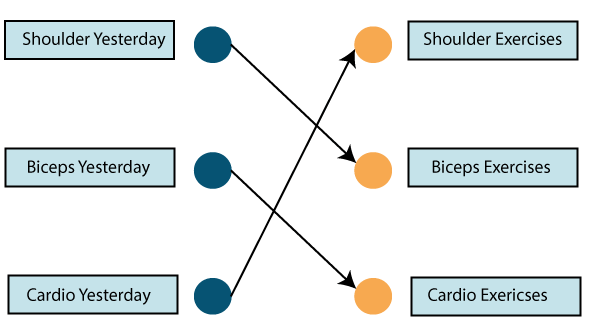 Shoulder Yesterday
Shoulder Exercises
Biceps Yesterday
Biceps Exercises
Cardio Yesterday
Cardio Exericses